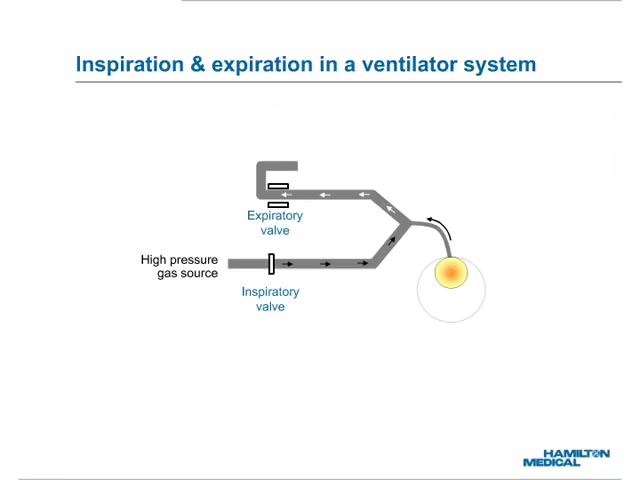 Inspiration & expiration in a ventilator system
Expiratory
valve
High pressure
gas source
Inspiratory
valve
HAMILTON
MEDICAL